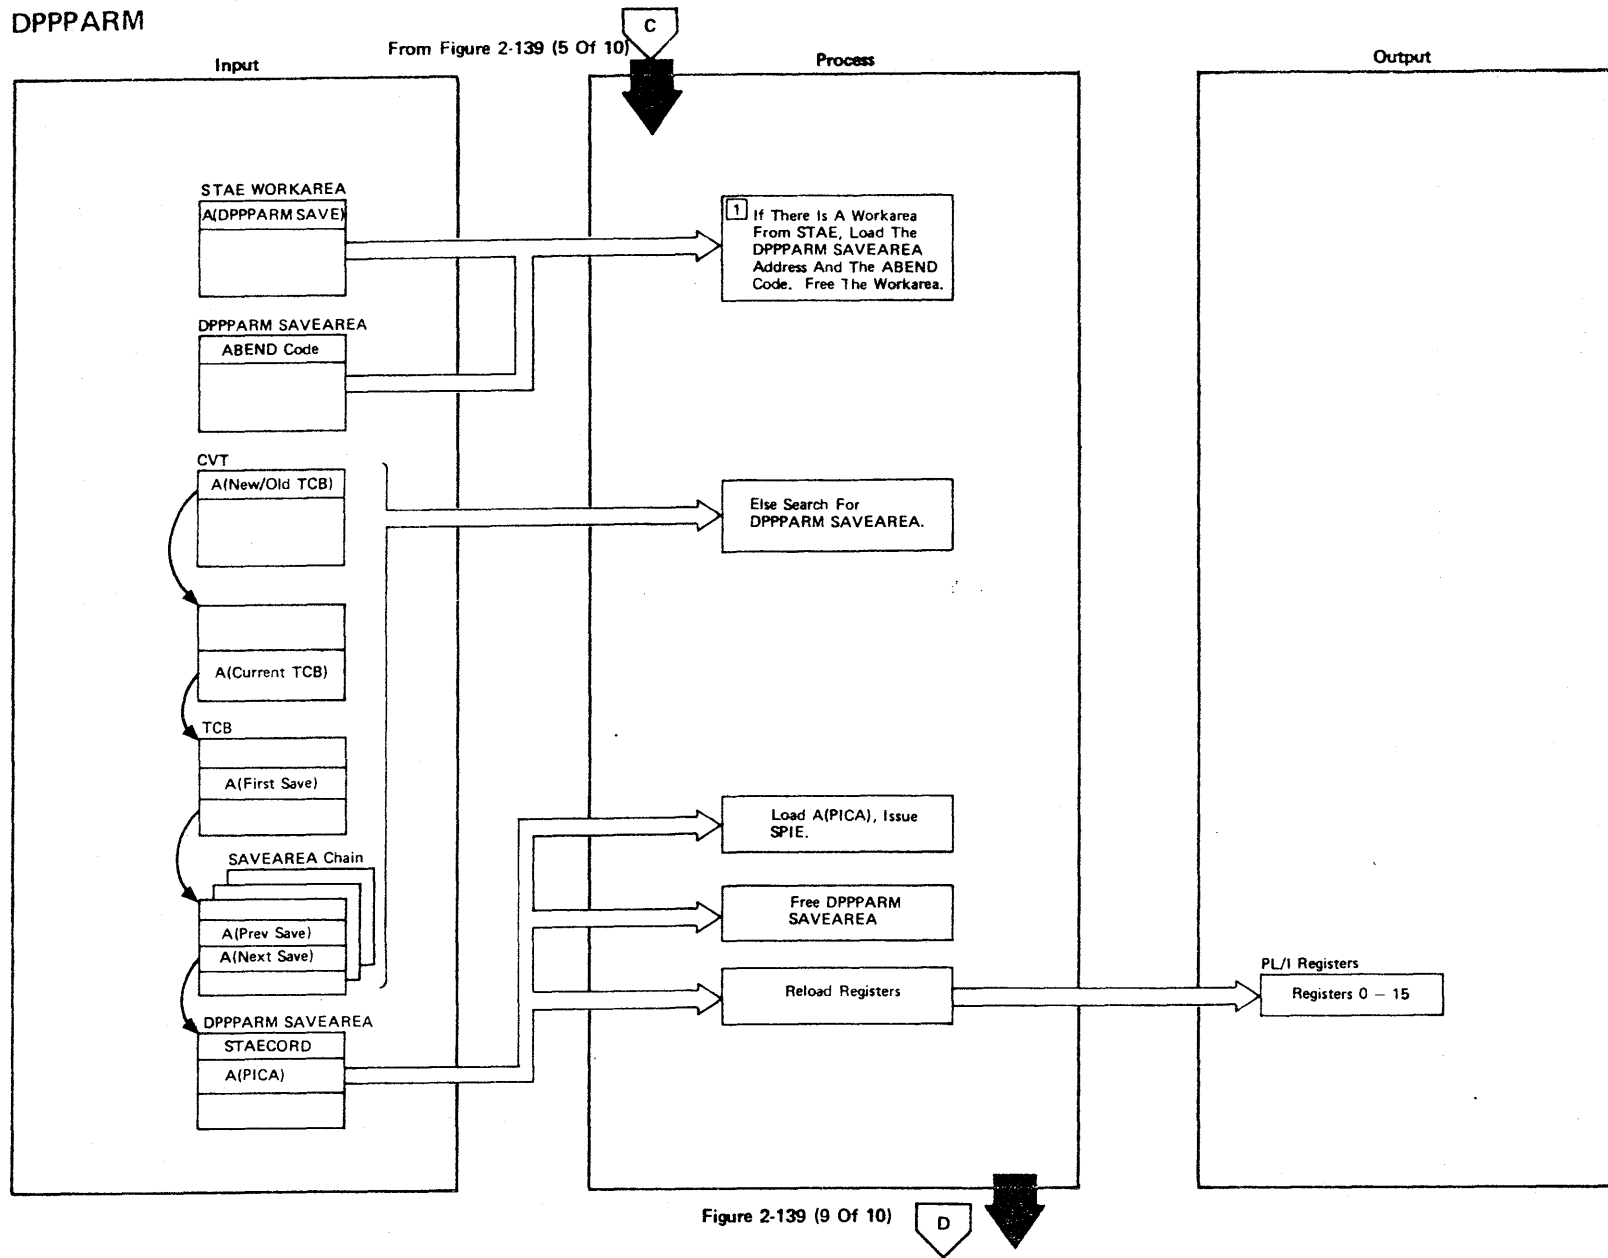 DPPPARM
C
From Figure 2-139 (5 Of 10)
Input
Process
Output
STAE WORKAREA
A(DPPPARM SAVE)
1 If There Is A Workarea
From STAE, Load The
DPPPARM SAVEAREA
Address And The ABEND
Code. Free The Workarea.
DPPPARM SAVEAREA
ABEND Code
CVT
A(New/Old TCB)
Else Search For
DPPPARM SAVEAREA.
A(Current TCB)
TCB
A(First Save)
Load A(PICA), Issue
SPIE.
SAVEAREA Chain
A(Prev Save)
A(Next Save)
Free DPPPARM
SAVEAREA
Reload Registers
PL/I Registers
Registers 0 – 15
DPPPARM SAVEAREA
STAECORD
A(PICA)
Figure 2-139 (9 Of 10)
D